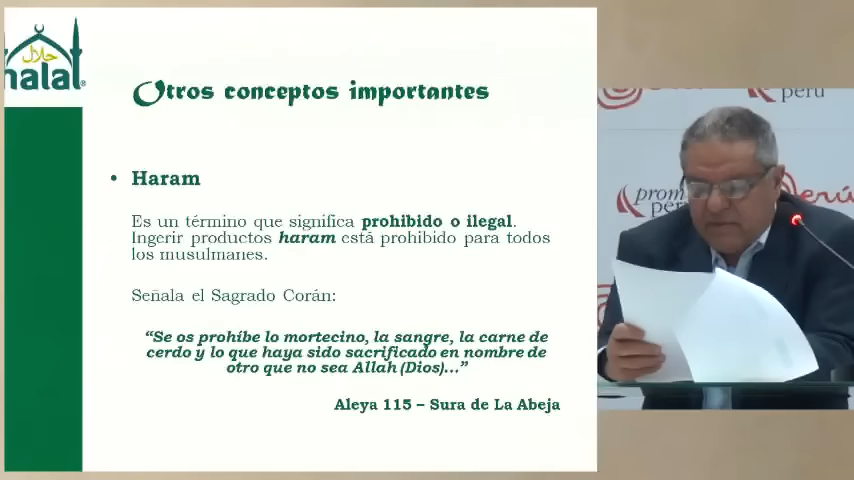 حلال
halal®
Otros conceptos importantes
• Haram
Es un término que significa prohibido o ilegal.
Ingerir productos haram está prohibido para todos
los musulmanes.
Señala el Sagrado Corán:
“Se os prohíbe lo mortecino, la sangre, la carne de
cerdo y lo que haya sido sacrificado en nombre de
otro que no sea Allah (Dios)...”
Aleya 115 – Sura de La Abeja
perú
prom
perú